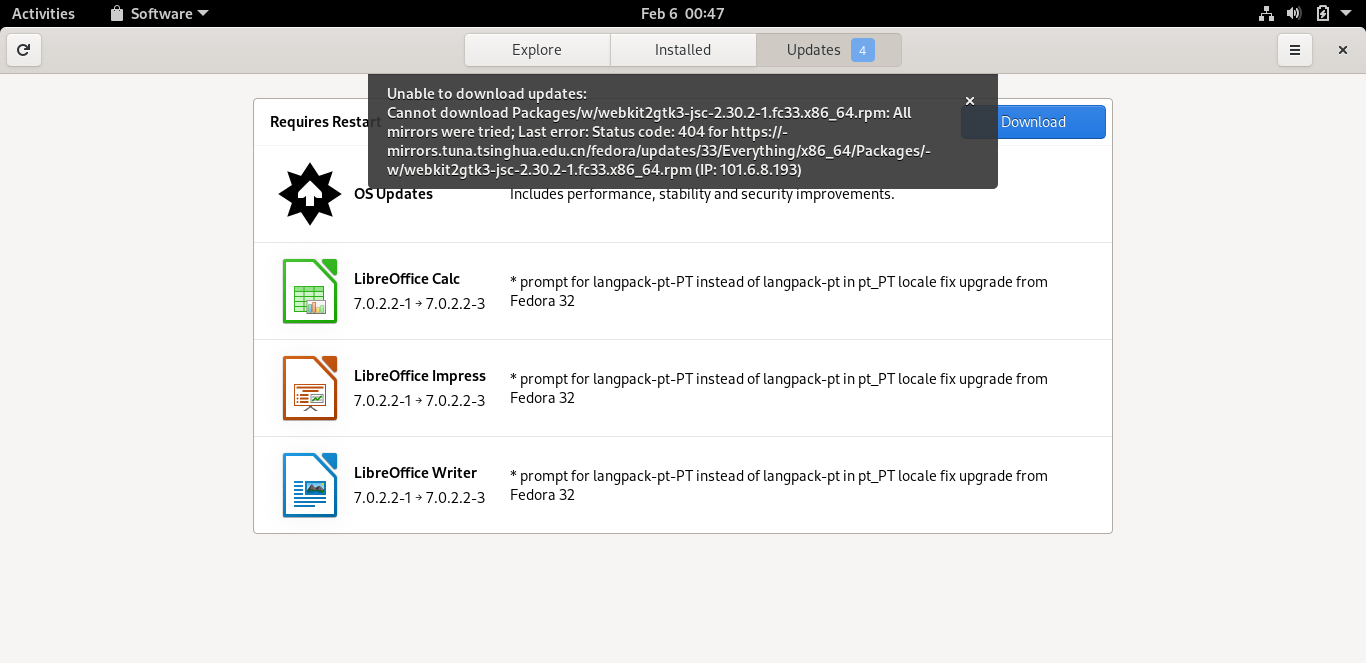 Activities
Software
Feb 6 00:47
Explore
Installed
Updates 4
Unable to download updates:
Cannot download Packages/w/webkit2gtk3-jsc-2.30.2-1.fc33.x86_64.rpm: All
mirrors were tried; Last error: Status code: 404 for https://-
mirrors.tuna.tsinghua.edu.cn/fedora/updates/33/Everything/x86_64/Packages/-
w/webkit2gtk3-jsc-2.30.2-1.fc33.x86_64.rpm (IP: 101.6.8.193)
Requires Restart
Download
OS Updates
Includes performance, stability and security improvements.
LibreOffice Calc
7.0.2.2-1 → 7.0.2.2-3
* prompt for langpack-pt-PT instead of langpack-pt in pt_PT locale fix upgrade from
Fedora 32
LibreOffice Impress
7.0.2.2-1 → 7.0.2.2-3
* prompt for langpack-pt-PT instead of langpack-pt in pt_PT locale fix upgrade from
Fedora 32
LibreOffice Writer
7.0.2.2-1 → 7.0.2.2-3
* prompt for langpack-pt-PT instead of langpack-pt in pt_PT locale fix upgrade from
Fedora 32